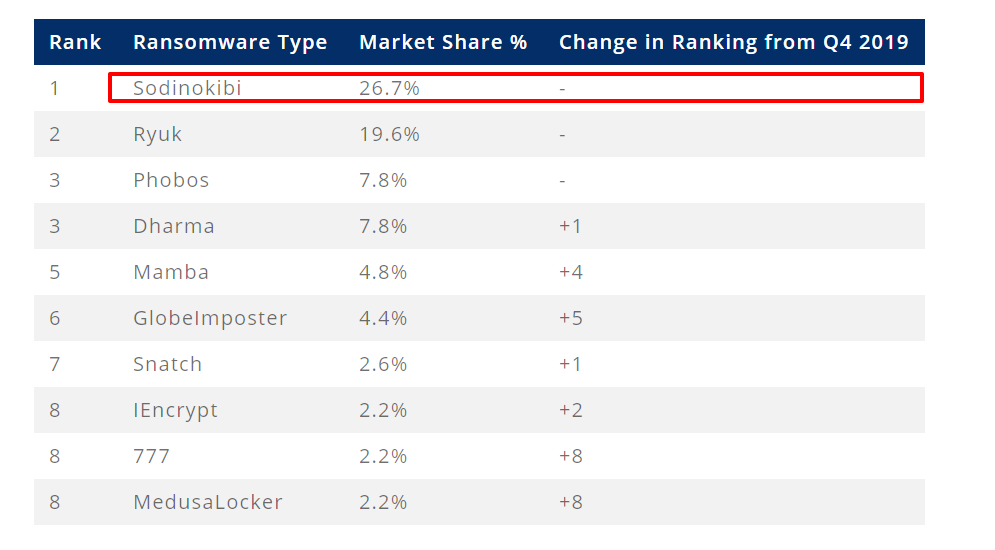 Rank Ransomware Type Market Share % Change in Ranking from Q4 2019
1 Sodinokibi 26.7% -
2 Ryuk 19.6% -
3 Phobos 7.8% -
3 Dharma 7.8% +1
5 Mamba 4.8% +4
6 GlobeImposter 4.4% +5
7 Snatch 2.6% +1
8 IEncrypt 2.2% +2
8 777 2.2% +8
8 MedusaLocker 2.2% +8